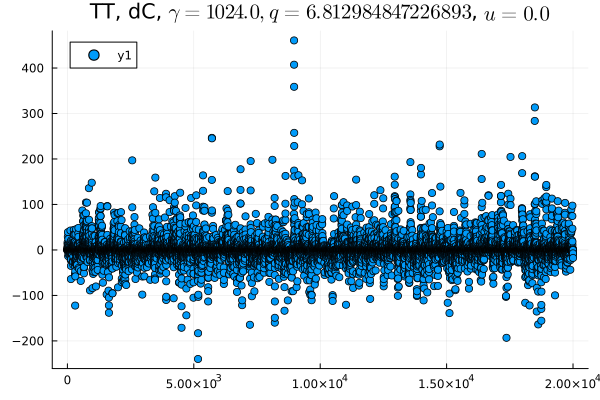 TT, dC, γ = 1024.0, q = 6.812984847226893, u = 0.0
y1
400
300
200
100
0
−100
−200
0 5.00×10³ 1.00×10⁴ 1.50×10⁴ 2.00×10⁴